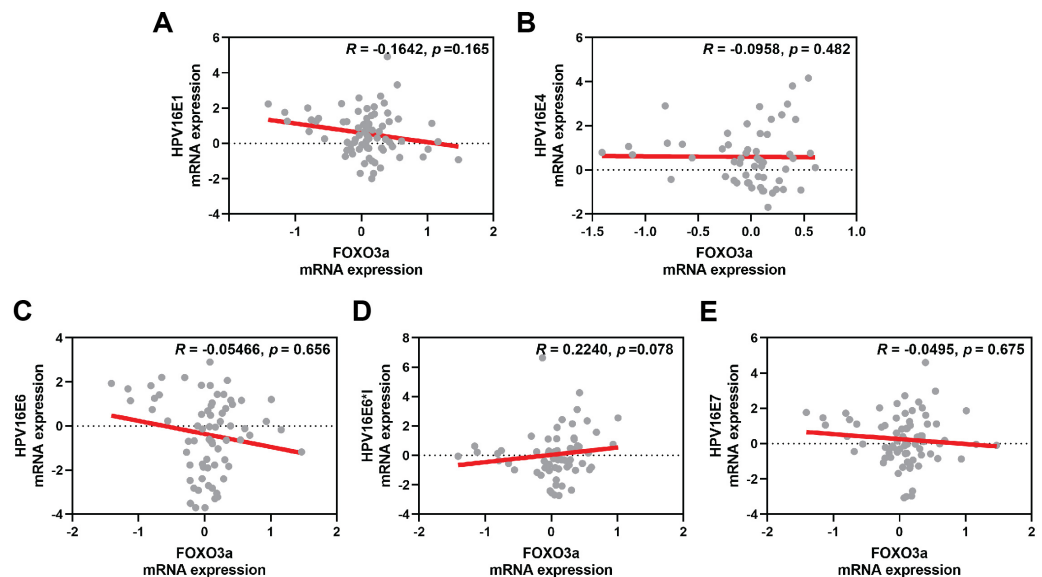 A
R = -0.1642, p=0.165
HPV16E1
mRNA expression
6
4
2
0
-2
-4
-1
0
1
2
FOXO3a
mRNA expression
B
R = -0.0958, p = 0.482
HPV16E4
mRNA expression
6
4
2
0
-2
-1.5
-1.0
-0.5
0.0
0.5
1.0
FOXO3a
mRNA expression
C
R = -0.05466, p = 0.656
HPV16E6
mRNA expression
4
2
0
-2
-4
-2
-1
0
1
2
FOXO3a
mRNA expression
D
R = 0.2240, p =0.078
HPV16E6*I
mRNA expression
8
6
4
2
0
-2
-4
-2
-1
0
1
2
FOXO3a
mRNA expression
E
R = -0.0495, p = 0.675
HPV16E7
mRNA expression
6
4
2
0
-2
-4
-2
-1
0
1
2
FOXO3a
mRNA expression